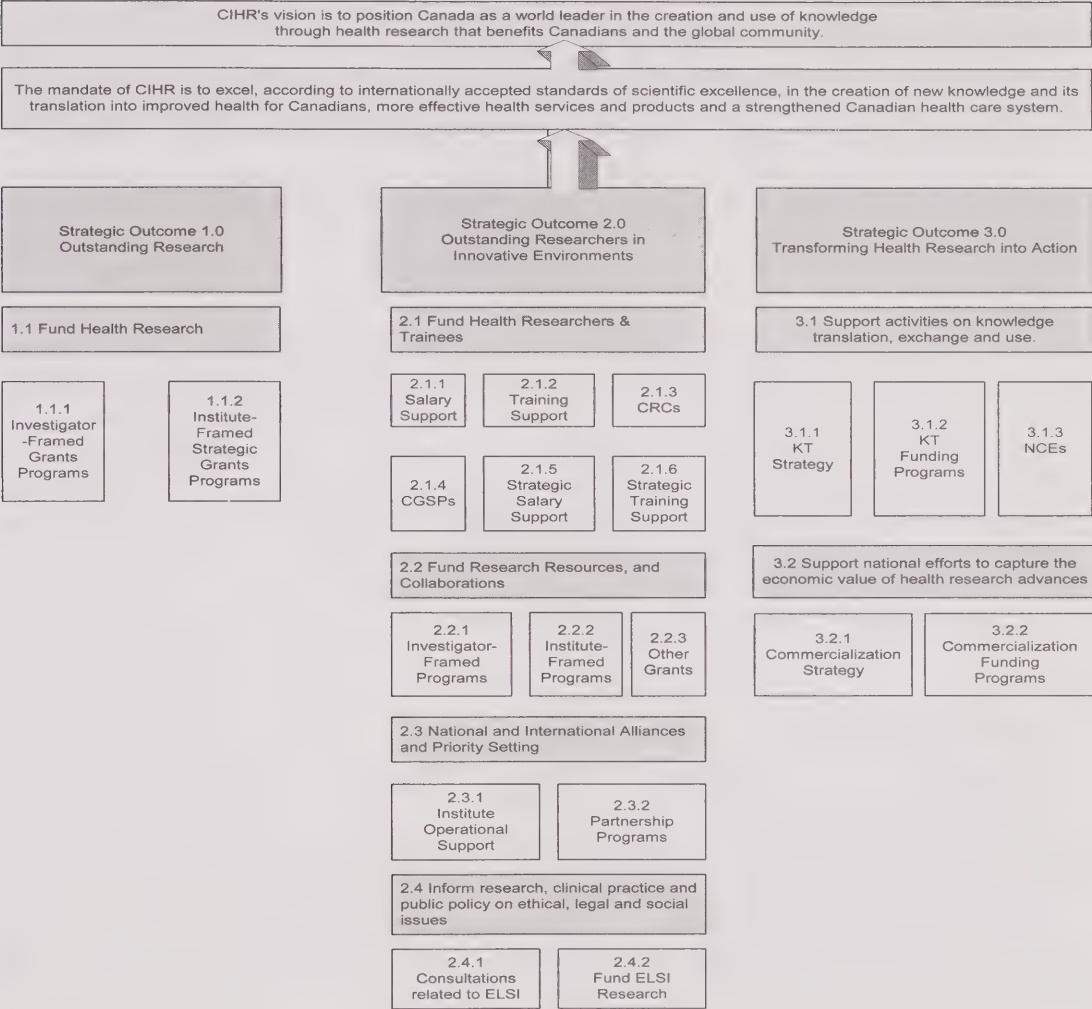 CIHR's vision is to position Canada as a world leader in the creation and use of knowledge
through health research that benefits Canadians and the global community.
The mandate of CIHR is to excel, according to internationally accepted standards of scientific excellence, in the creation of new knowledge and its
translation into improved health for Canadians, more effective health services and products and a strengthened Canadian health care system.
Strategic Outcome 1.0
Outstanding Research
1.1 Fund Health Research
1.1.1
Investigator
-Framed
Grants
Programs
1.1.2
Institute-
Framed
Strategic
Grants
Programs
Strategic Outcome 2.0
Outstanding Researchers in
Innovative Environments
2.1 Fund Health Researchers &
Trainees
2.1.1
Salary
Support
2.1.2
Training
Support
2.1.3
CRCs
2.1.4
CGSPs
2.1.5
Strategic
Salary
Support
2.1.6
Strategic
Training
Support
2.2 Fund Research Resources, and
Collaborations
2.2.1
Investigator-
Framed
Programs
2.2.2
Institute-
Framed
Programs
2.2.3
Other
Grants
2.3 National and International Alliances
and Priority Setting
2.3.1
Institute
Operational
Support
2.3.2
Partnership
Programs
2.4 Inform research, clinical practice and
public policy on ethical, legal and social
issues
2.4.1
Consultations
related to ELSI
2.4.2
Fund ELSI
Research
Strategic Outcome 3.0
Transforming Health Research into Action
3.1 Support activities on knowledge
translation, exchange and use.
3.1.1
KT
Strategy
3.1.2
KT
Funding
Programs
3.1.3
NCEs
3.2 Support national efforts to capture the
economic value of health research advances
3.2.1
Commercialization
Strategy
3.2.2
Commercialization
Funding
Programs